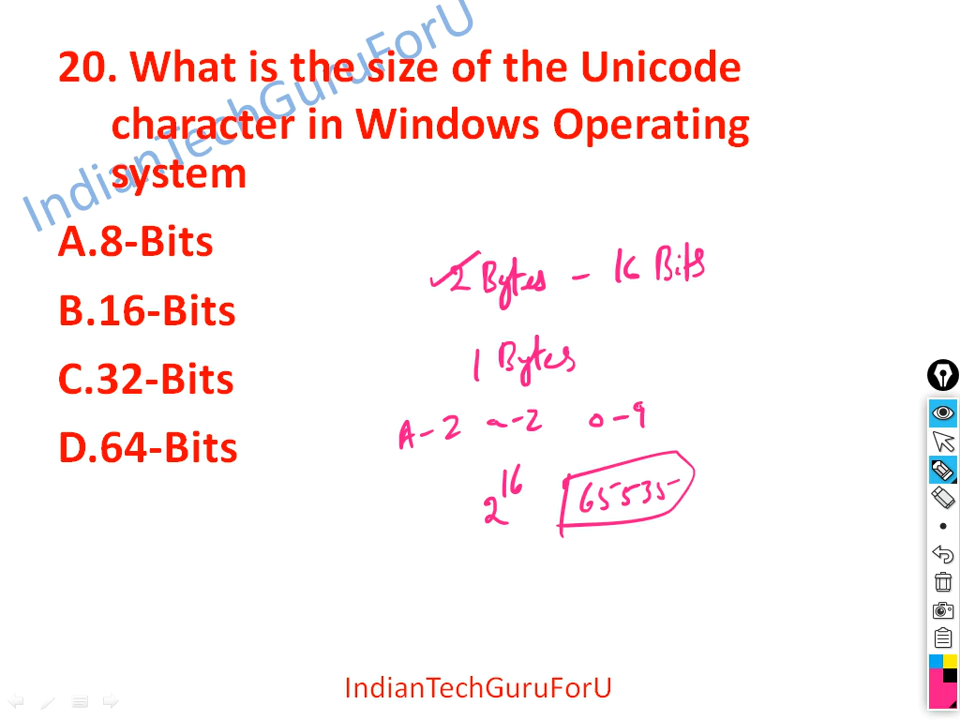 20. What is the size of the Unicode
character in Windows Operating
system
IndianTechGuruForU
A.8-Bits
B.16-Bits
C.32-Bits
D.64-Bits
2 Bytes - 16 Bits
1 Bytes
A-Z a-z 0-9
2^16 65535
IndianTechGuruForU